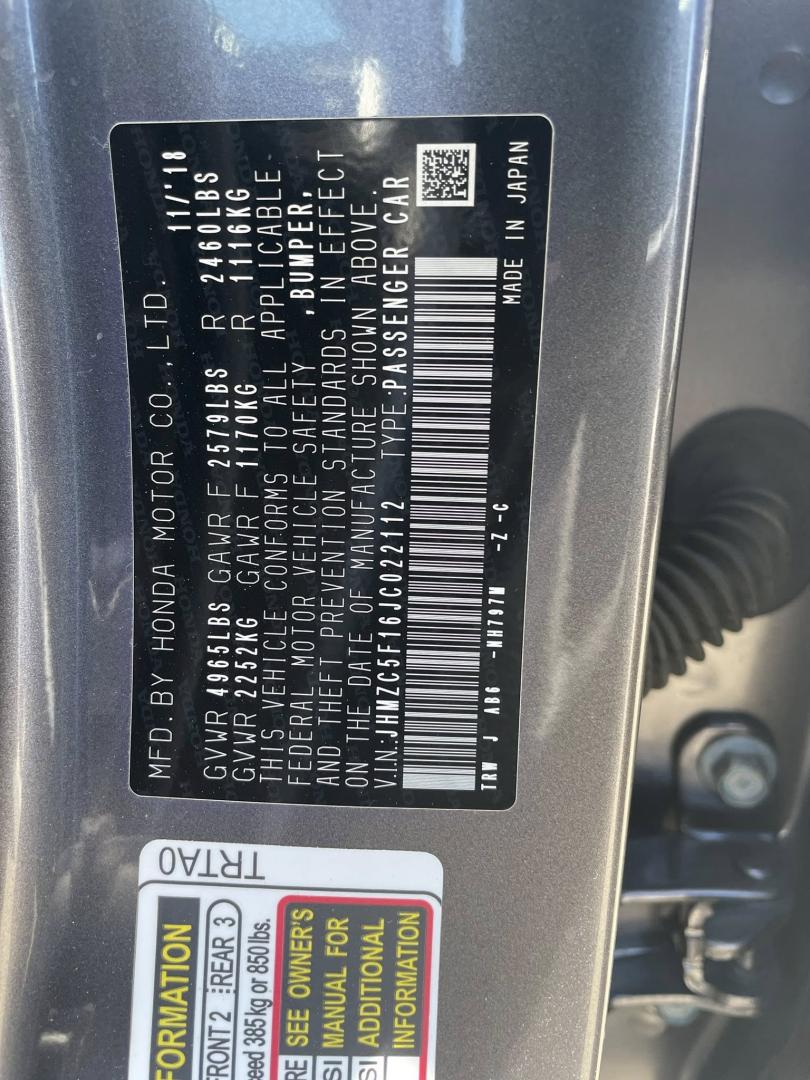 MFD. BY HONDA MOTOR CO., LTD. 11/'18
GVWR 4965LBS GAWR F 2579LBS R 2460LBS
GVWR 2252KG GAWR F 1170KG R 1116KG
THIS VEHICLE CONFORMS TO ALL APPLICABLE
FEDERAL MOTOR VEHICLE SAFETY ,BUMPER,
AND THEFT PREVENTION STANDARDS IN EFFECT
ON THE DATE OF MANUFACTURE SHOWN ABOVE.
V.I.N:JHMZC5F16JC022112 TYPE:PASSENGER CAR
TRW J AB6 -NH797M -Z -C MADE IN JAPAN
TRTA0
FRONT 2 REAR 3
385 kg or 850 lbs.
SEE OWNER'S
MANUAL FOR
ADDITIONAL
INFORMATION